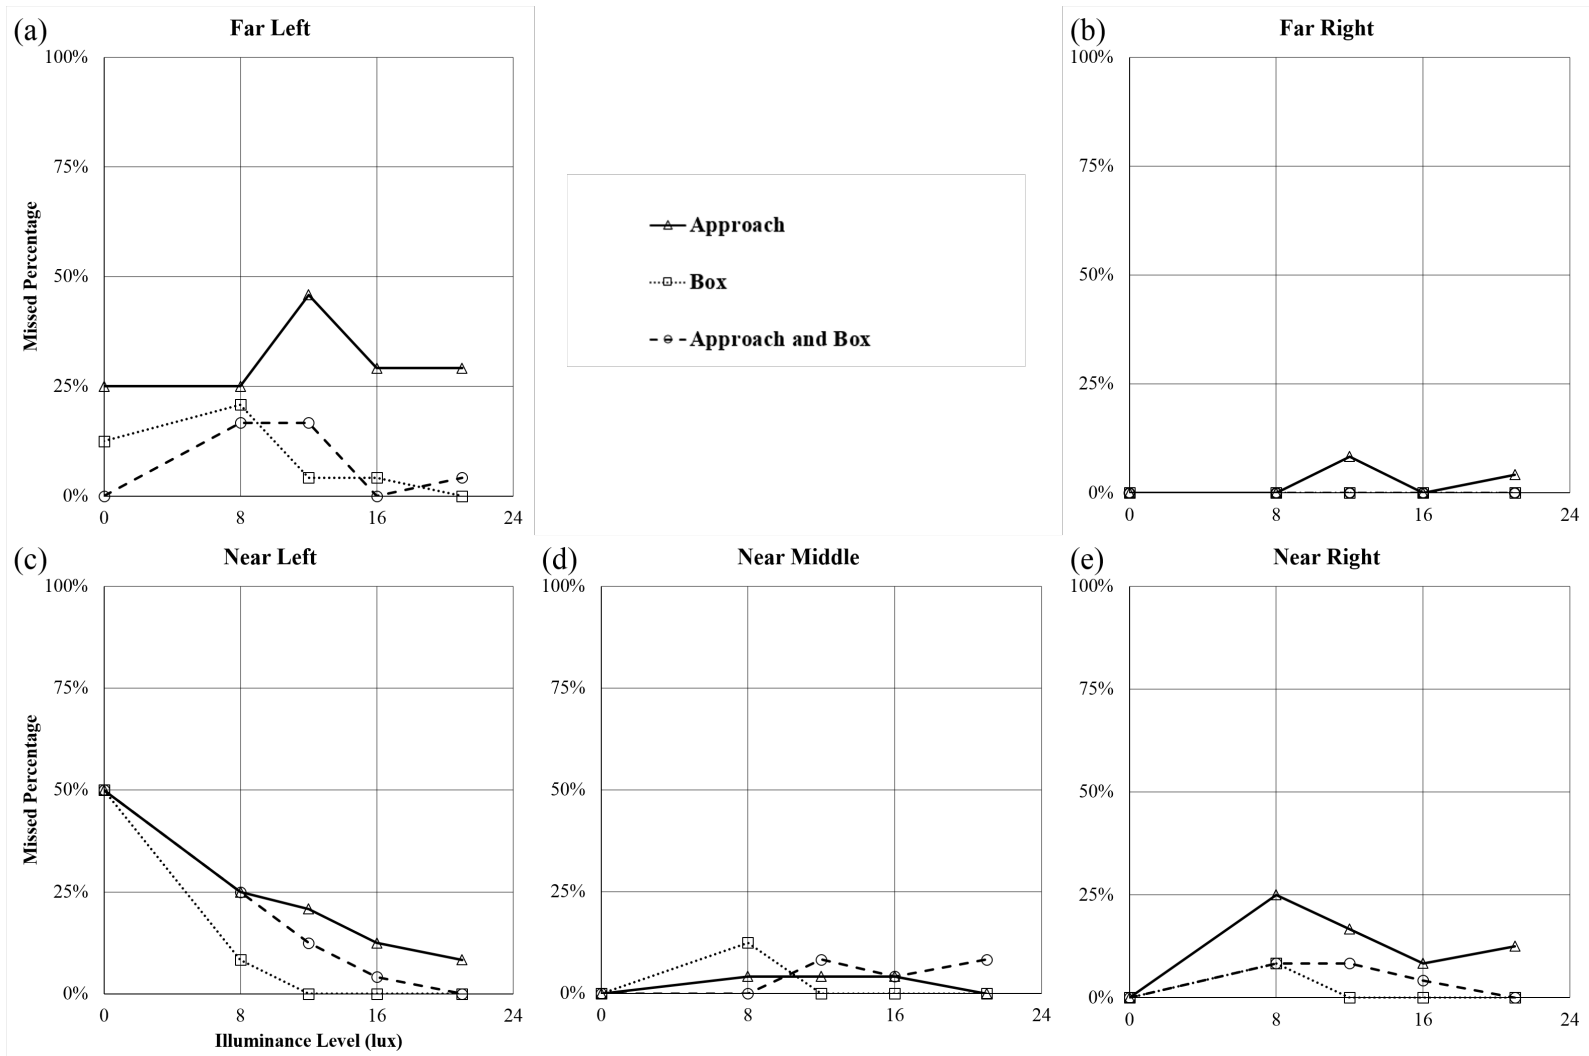 (a)
Far Left
100%
75%
50%
25%
0%
0 8 16 24
Missed Percentage
Approach
Box
Approach and Box
(b)
Far Right
100%
75%
50%
25%
0%
0 8 16 24
(c)
Near Left
100%
75%
50%
25%
0%
0 8 16 24
Missed Percentage
Illuminance Level (lux)
(d)
Near Middle
100%
75%
50%
25%
0%
0 8 16 24
(e)
Near Right
100%
75%
50%
25%
0%
0 8 16 24